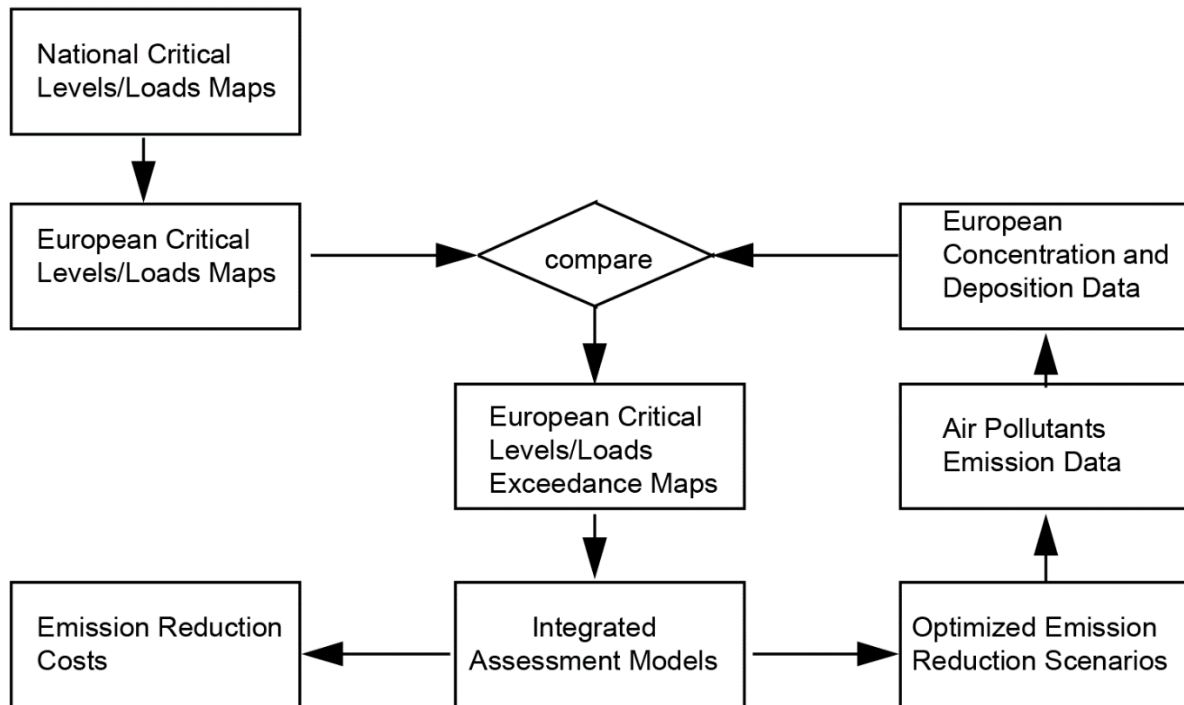 National Critical
Levels/Loads Maps
European Critical
Levels/Loads Maps
compare
European
Concentration and
Deposition Data
European Critical
Levels/Loads
Exceedance Maps
Air Pollutants
Emission Data
Emission Reduction
Costs
Integrated
Assessment Models
Optimized Emission
Reduction Scenarios